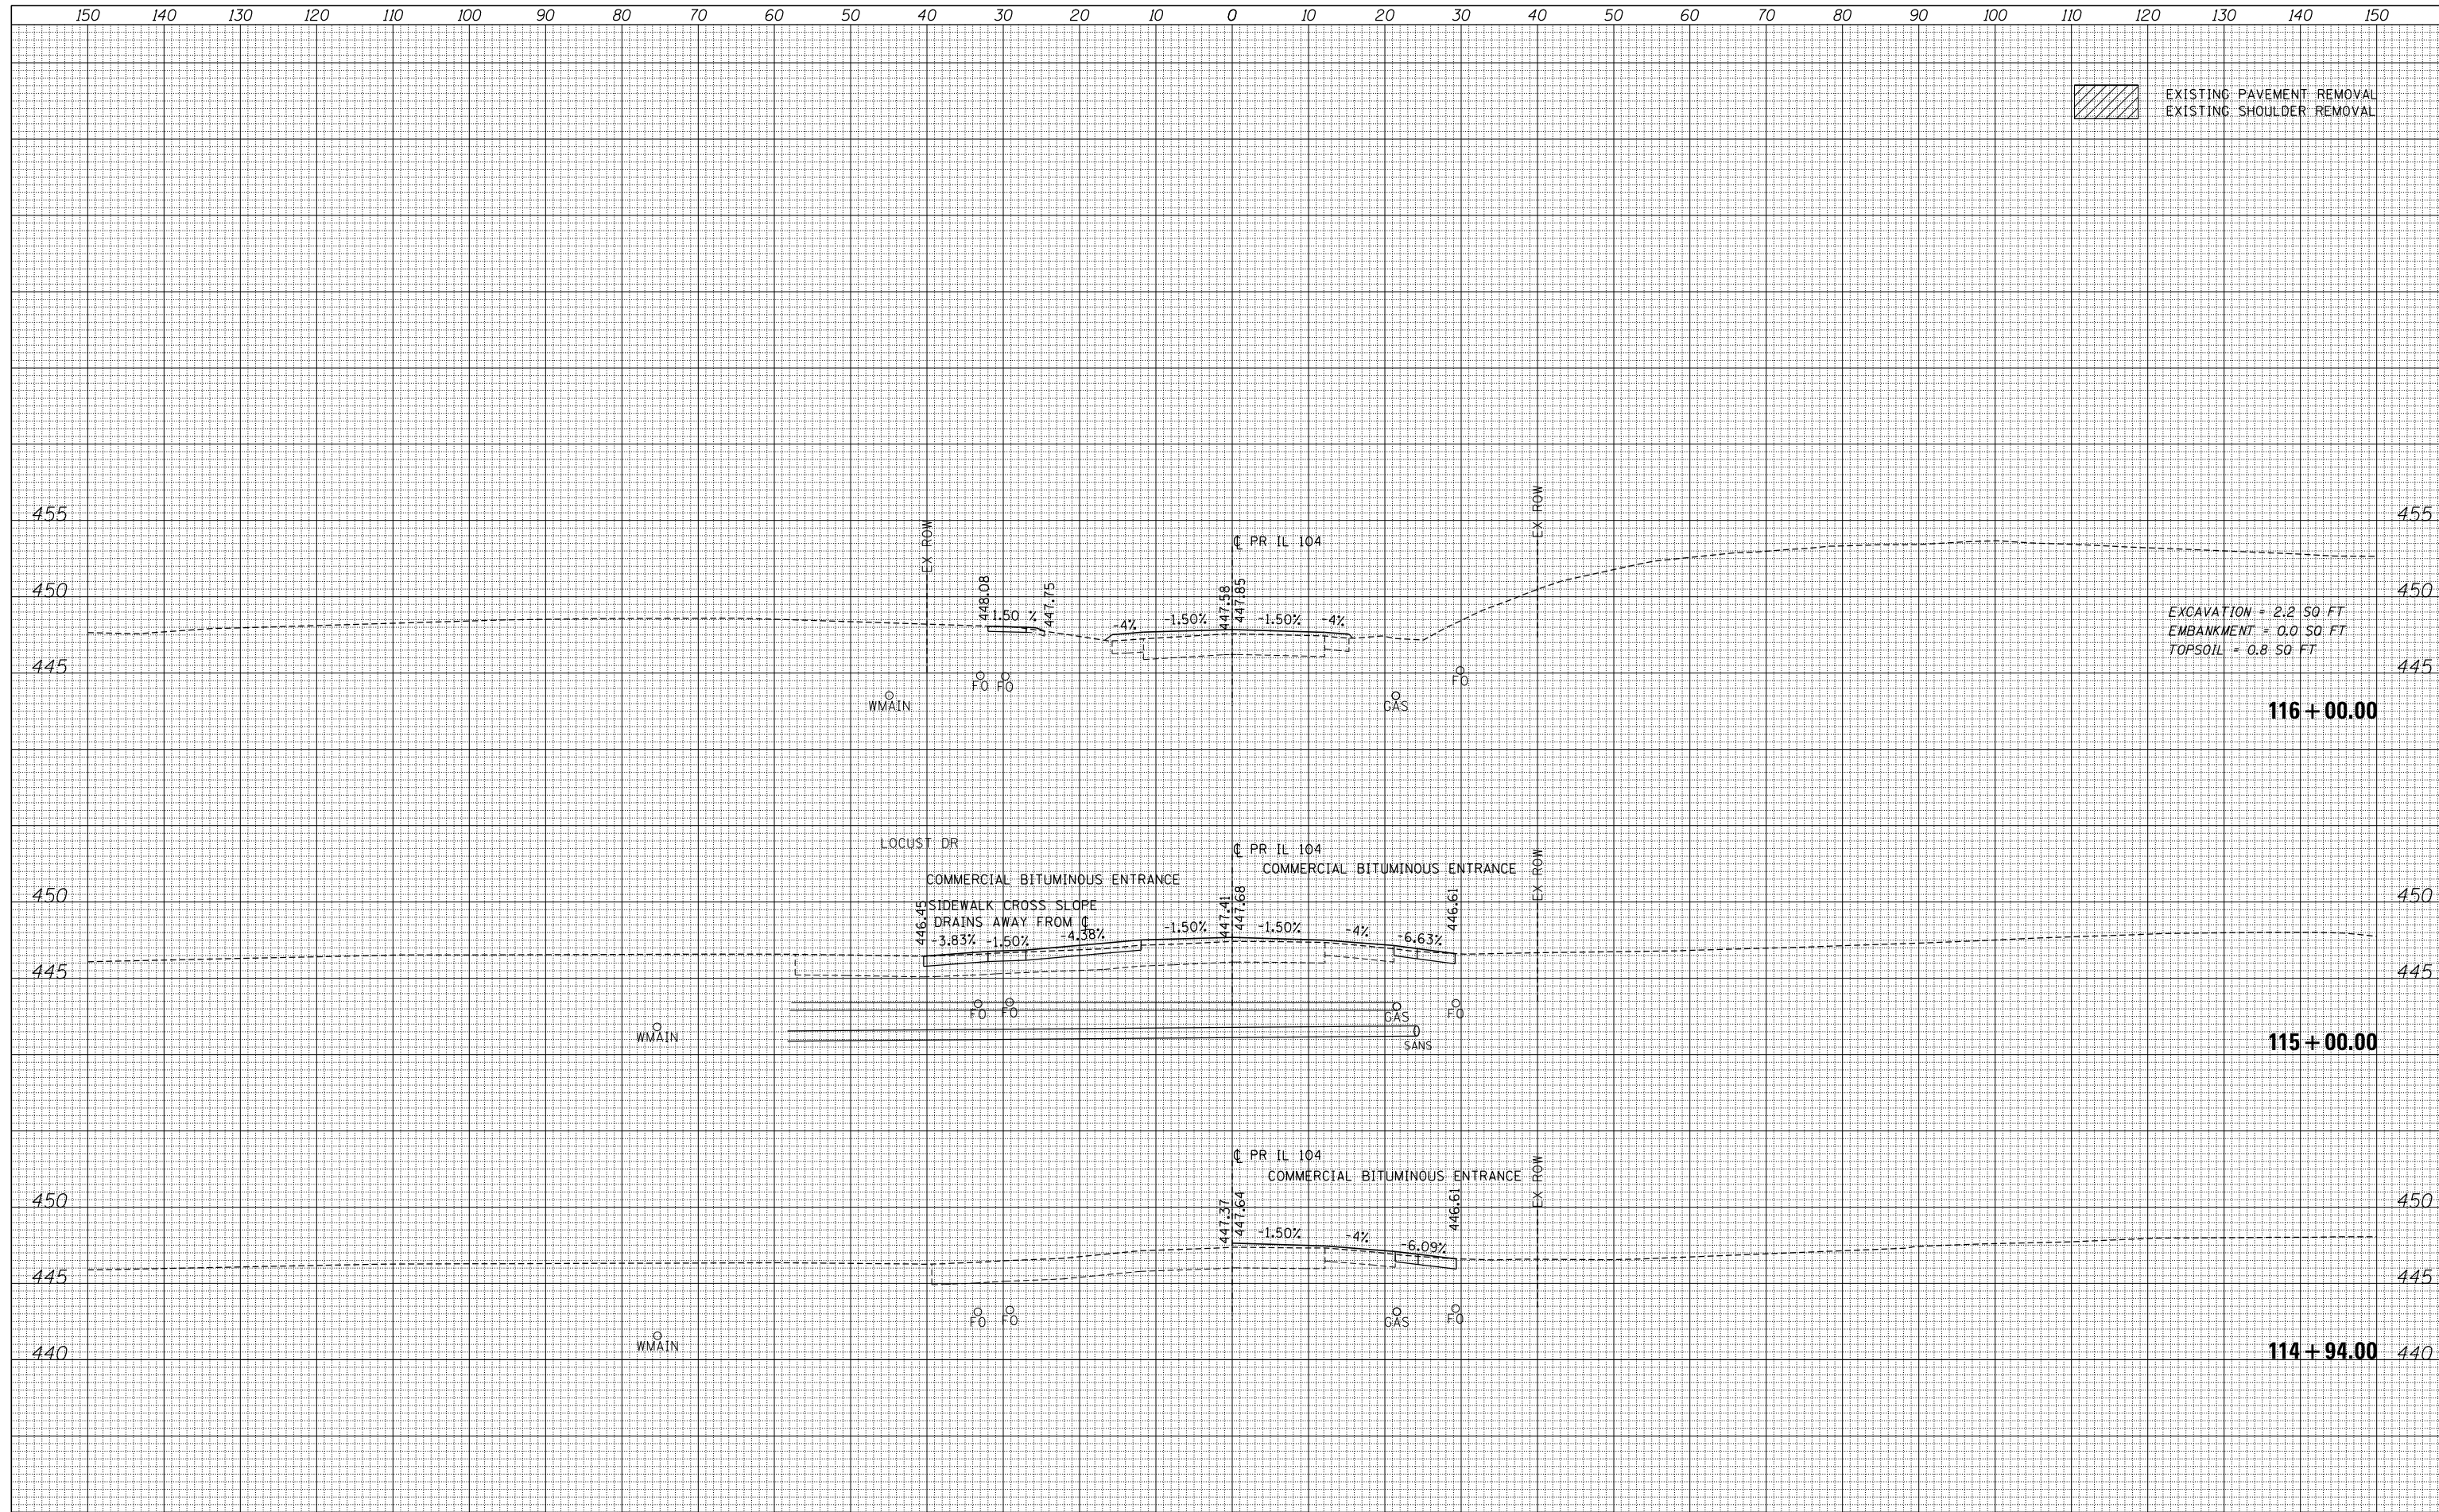 150 140 130 120 110 100 90 80 70 60 50 40 30 20 10 0 10 20 30 40 50 60 70 80 90 100 110 120 130 140 150
EXISTING PAVEMENT REMOVAL
EXISTING SHOULDER REMOVAL
455
EX ROW
EX ROW
455
℄ PR IL 104
450
448.08
447.75
447.58
447.85
450
1.50 %
-4%
-1.50%
-1.50%
-4%
EXCAVATION = 2.2 SQ FT
EMBANKMENT = 0.0 SQ FT
TOPSOIL = 0.8 SQ FT
445
445
FO
FO
FO
WMAIN
GAS
116+00.00
LOCUST DR
℄ PR IL 104
COMMERCIAL BITUMINOUS ENTRANCE
COMMERCIAL BITUMINOUS ENTRANCE
EX ROW
450
450
446.45
SIDEWALK CROSS SLOPE
DRAINS AWAY FROM ℄
447.41
447.68
446.61
-3.83%
-1.50%
-4.38%
-1.50%
-1.50%
-4%
-6.63%
445
445
FO
FO
GAS
FO
WMAIN
SANS
115+00.00
℄ PR IL 104
COMMERCIAL BITUMINOUS ENTRANCE
EX ROW
450
447.37
447.64
446.61
450
-1.50%
-4%
-6.09%
445
445
FO
FO
GAS
FO
WMAIN
440
114+94.00
440